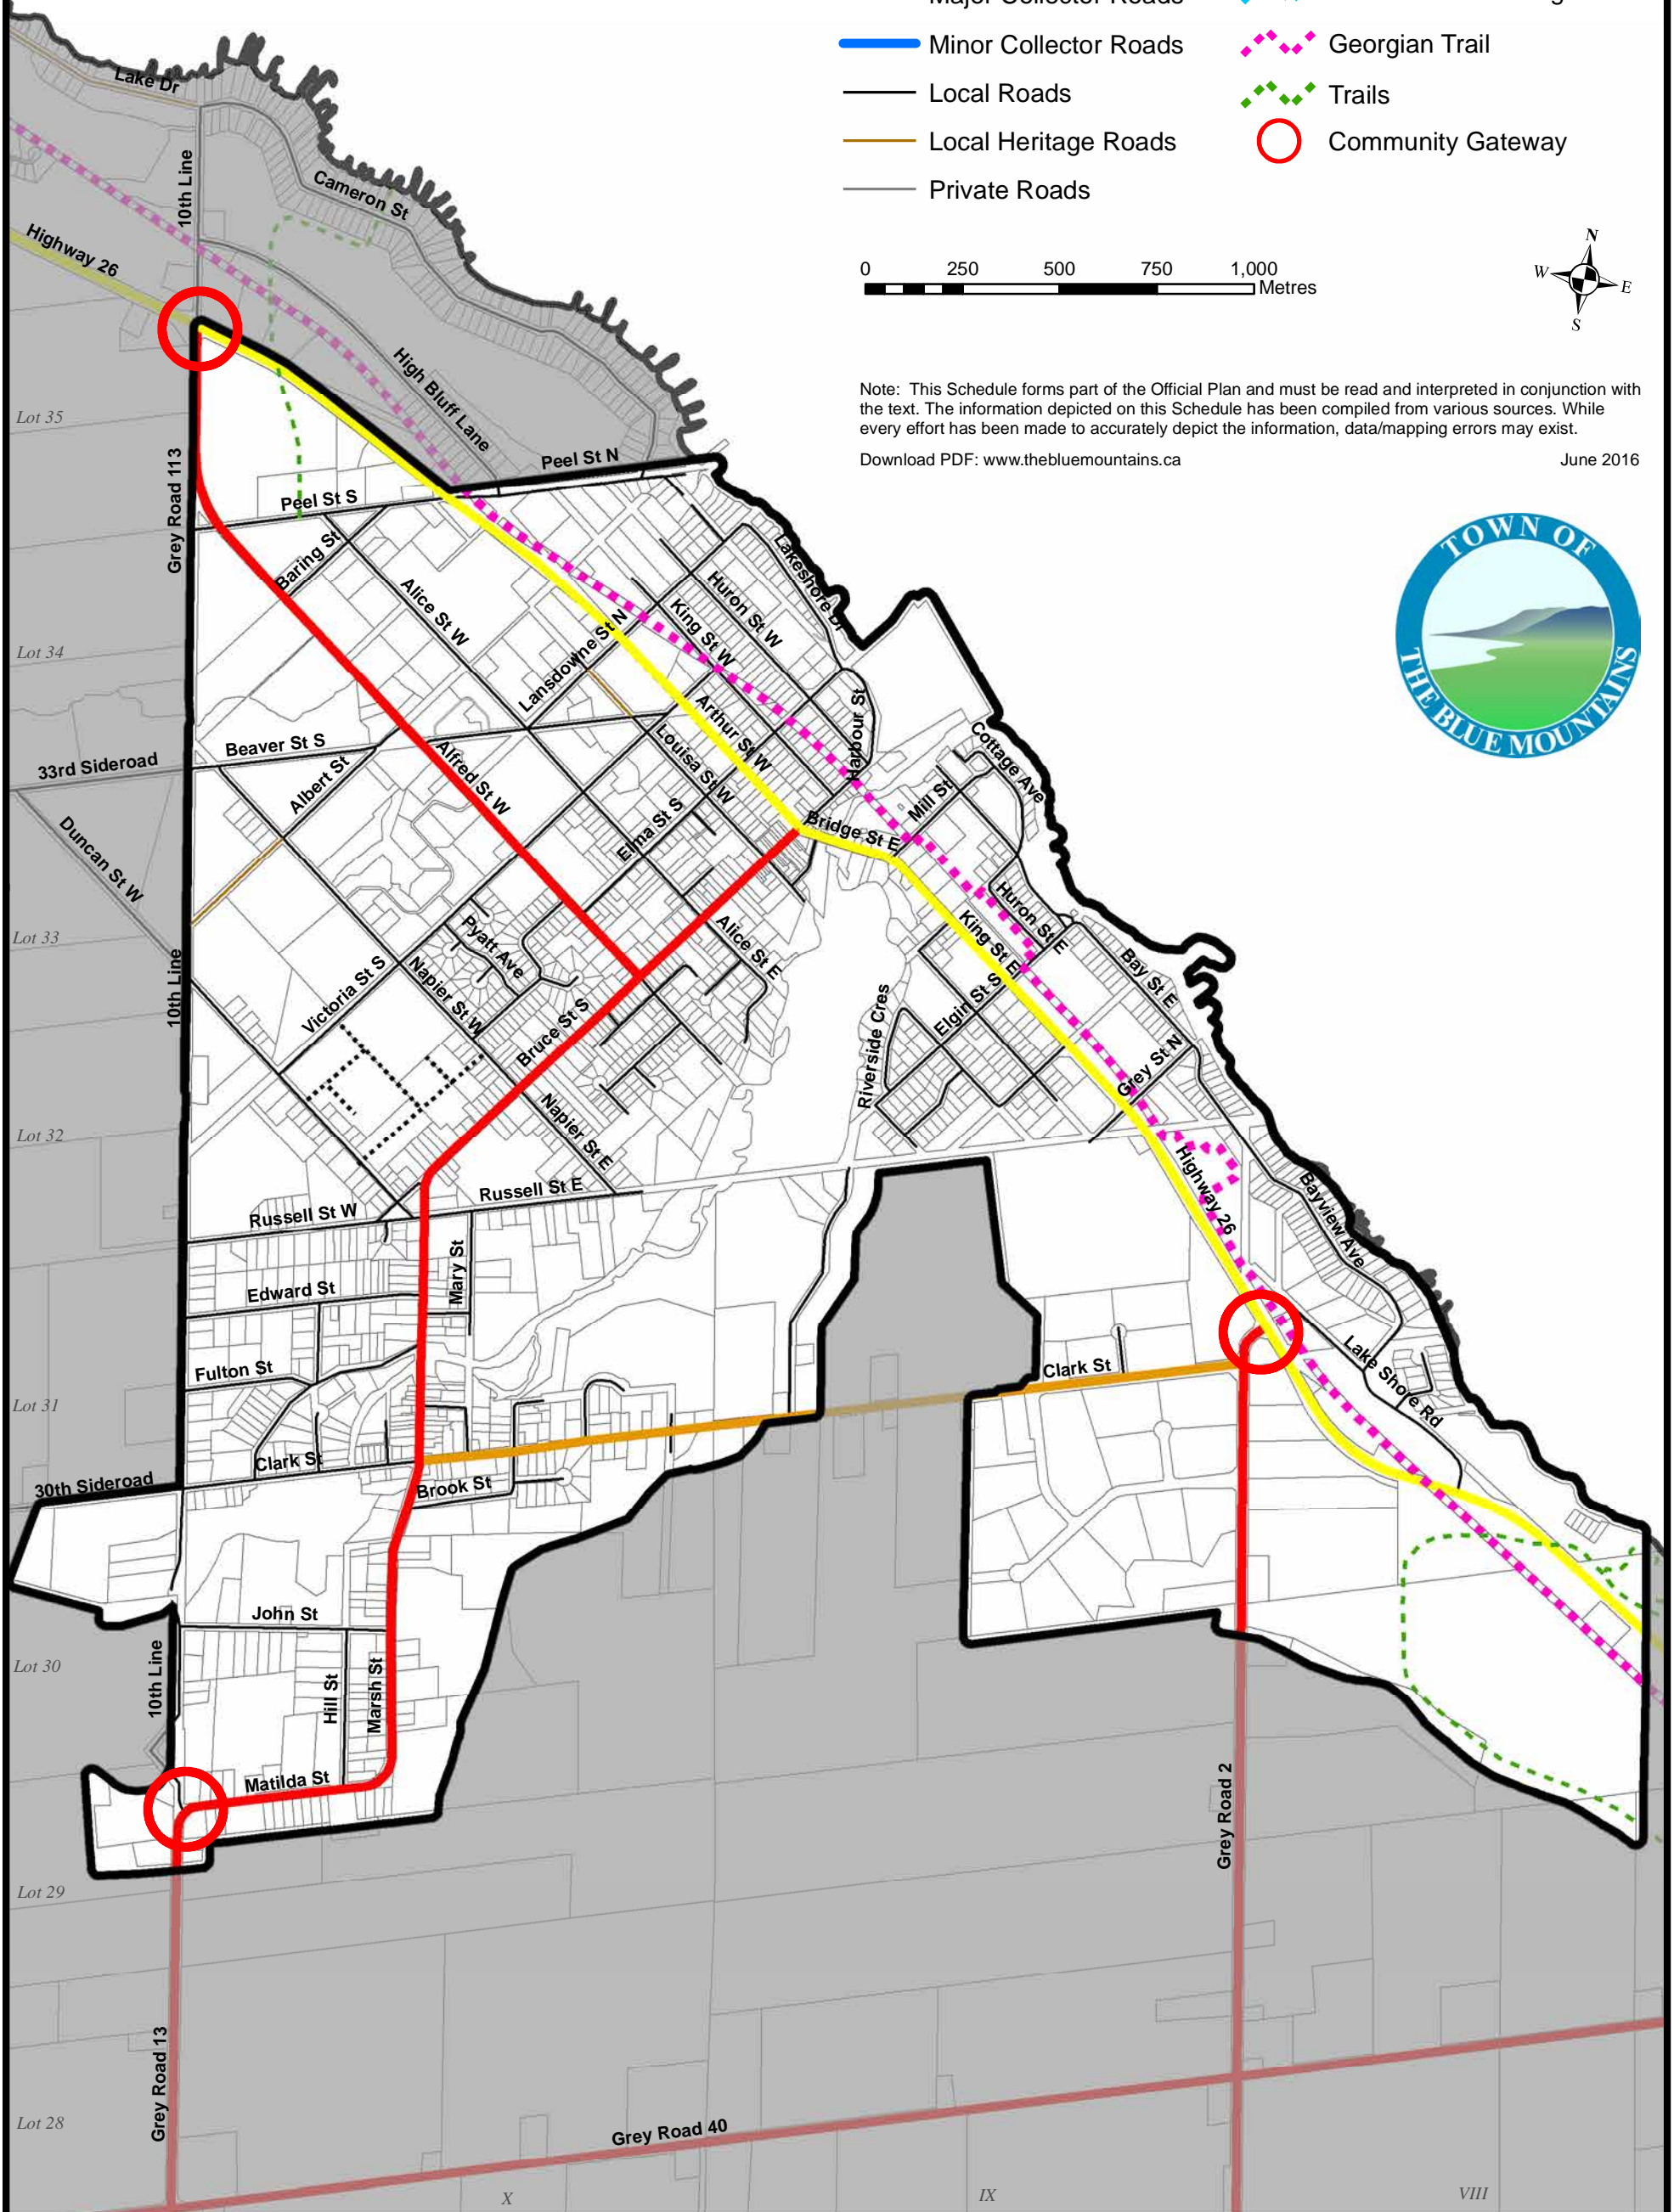 Major Collector Roads
Minor Collector Roads
Georgian Trail
Local Roads
Trails
Local Heritage Roads
Community Gateway
Private Roads
0 250 500 750 1,000
Metres
N
W E
S
Note: This Schedule forms part of the Official Plan and must be read and interpreted in conjunction with
the text. The information depicted on this Schedule has been compiled from various sources. While
every effort has been made to accurately depict the information, data/mapping errors may exist.
Download PDF: www.thebluemountains.ca
June 2016
TOWN OF
THE BLUE MOUNTAINS
Lake Dr
10th Line
Cameron St
Highway 26
High Bluff Lane
Lot 35
Grey Road 113
Peel St N
Peel St S
Baring St
Alice St W
Lansdowne St N
King St W
Huron St W
Lakeshore Dr
Lot 34
33rd Sideroad
Beaver St S
Albert St
Alfred St W
Arthur St W
Louisa St W
Harbour St
Cottage Ave
Mill St
Bridge St E
Elma St S
Duncan St W
Lot 33
10th Line
Pyatt Ave
Alice St E
Huron St E
King St E
Bay St E
Victoria St S
Napier St W
Bruce St S
Riverside Cres
Elgin St S
Grey St N
Lot 32
Napier St E
Highway 26
Russell St E
Russell St W
Bayview Ave
Mary St
Edward St
Fulton St
Clark St
Lake Shore Rd
Lot 31
Clark St
30th Sideroad
Brook St
John St
Lot 30
10th Line
Hill St
Marsh St
Matilda St
Grey Road 2
Lot 29
Grey Road 13
Lot 28
Grey Road 40
X
IX
VIII